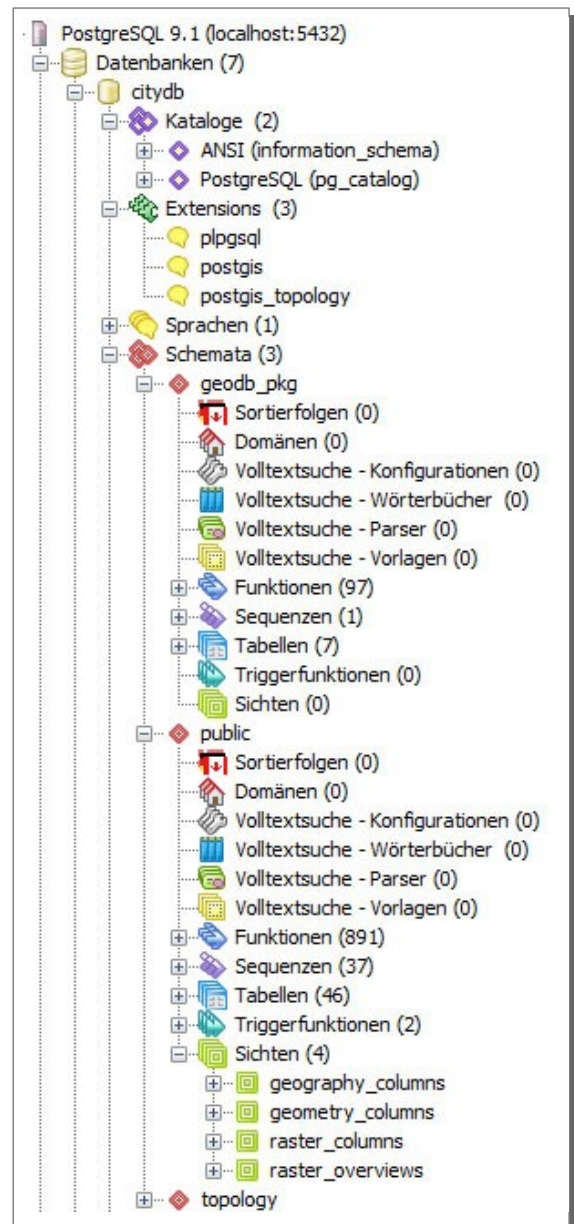 PostgreSQL 9.1 (localhost:5432)
Datenbanken (7)
citydb
Kataloge (2)
ANSI (information_schema)
PostgreSQL (pg_catalog)
Extensions (3)
plpgsql
postgis
postgis_topology
Sprachen (1)
Schemata (3)
geodb_pkg
Sortierfolgen (0)
Domänen (0)
Volltextsuche - Konfigurationen (0)
Volltextsuche - Wörterbücher (0)
Volltextsuche - Parser (0)
Volltextsuche - Vorlagen (0)
Funktionen (97)
Sequenzen (1)
Tabellen (7)
Triggerfunktionen (0)
Sichten (0)
public
Sortierfolgen (0)
Domänen (0)
Volltextsuche - Konfigurationen (0)
Volltextsuche - Wörterbücher (0)
Volltextsuche - Parser (0)
Volltextsuche - Vorlagen (0)
Funktionen (891)
Sequenzen (37)
Tabellen (46)
Triggerfunktionen (2)
Sichten (4)
geography_columns
geometry_columns
raster_columns
raster_overviews
topology